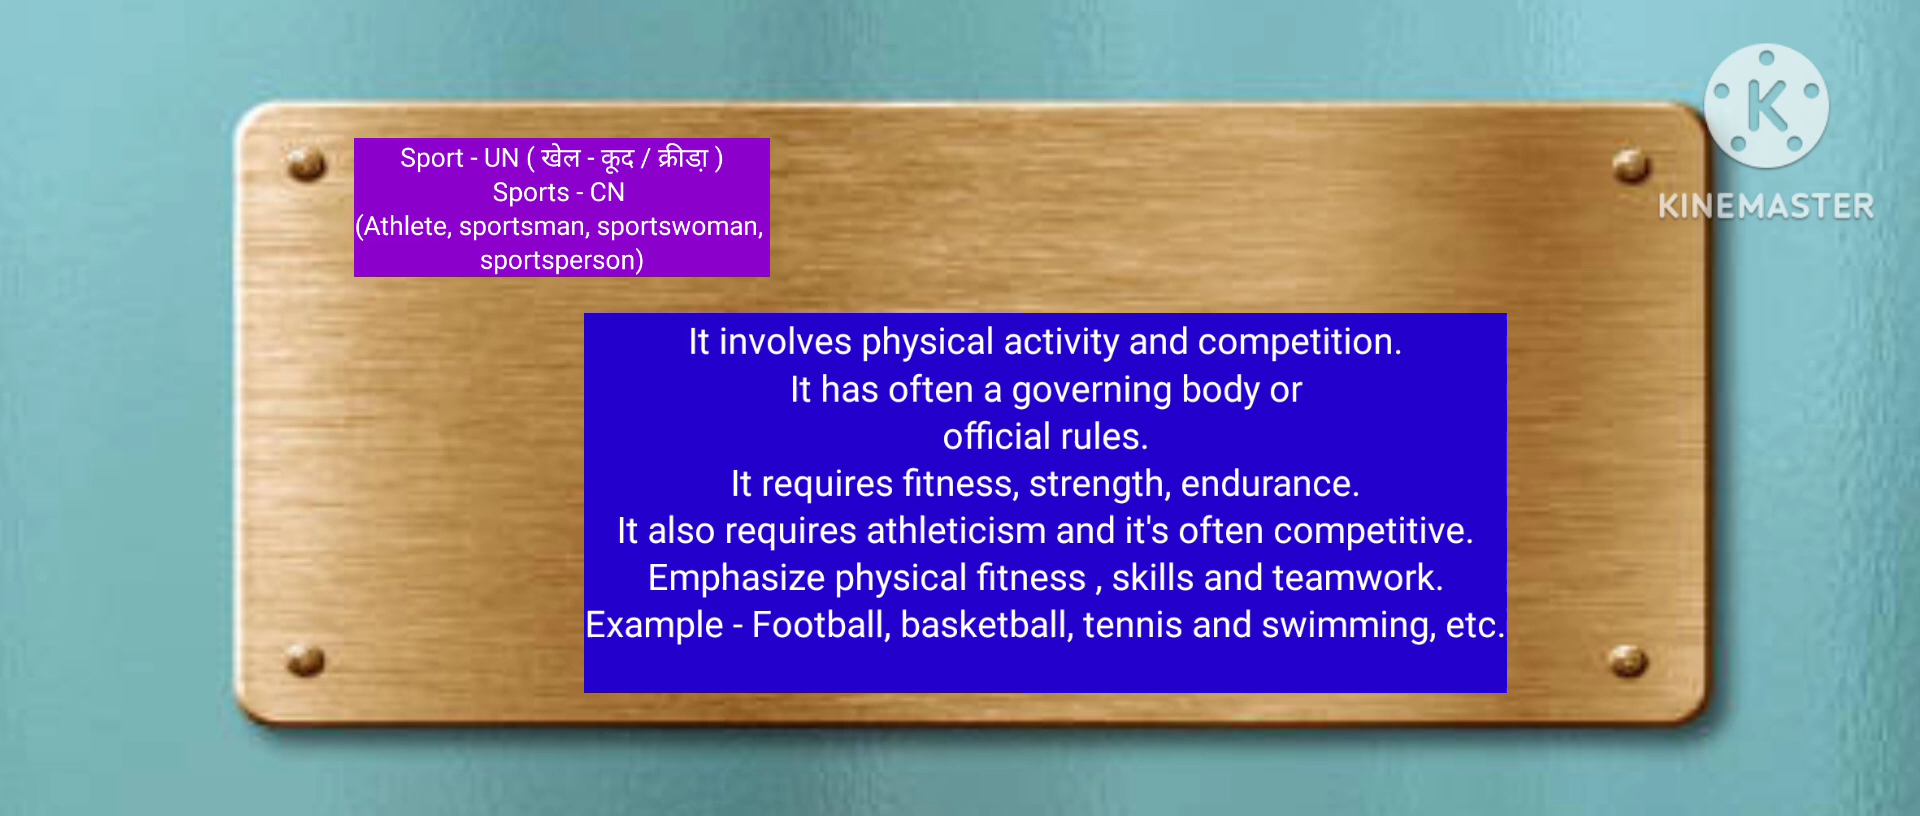 Sport - UN ( खेल - कूद / क्रीडा़ )
Sports - CN
(Athlete, sportsman, sportswoman,
sportsperson)
It involves physical activity and competition.
It has often a governing body or
official rules.
It requires fitness, strength, endurance.
It also requires athleticism and it's often competitive.
Emphasize physical fitness , skills and teamwork.
Example - Football, basketball, tennis and swimming, etc.
K
KINEMASTER